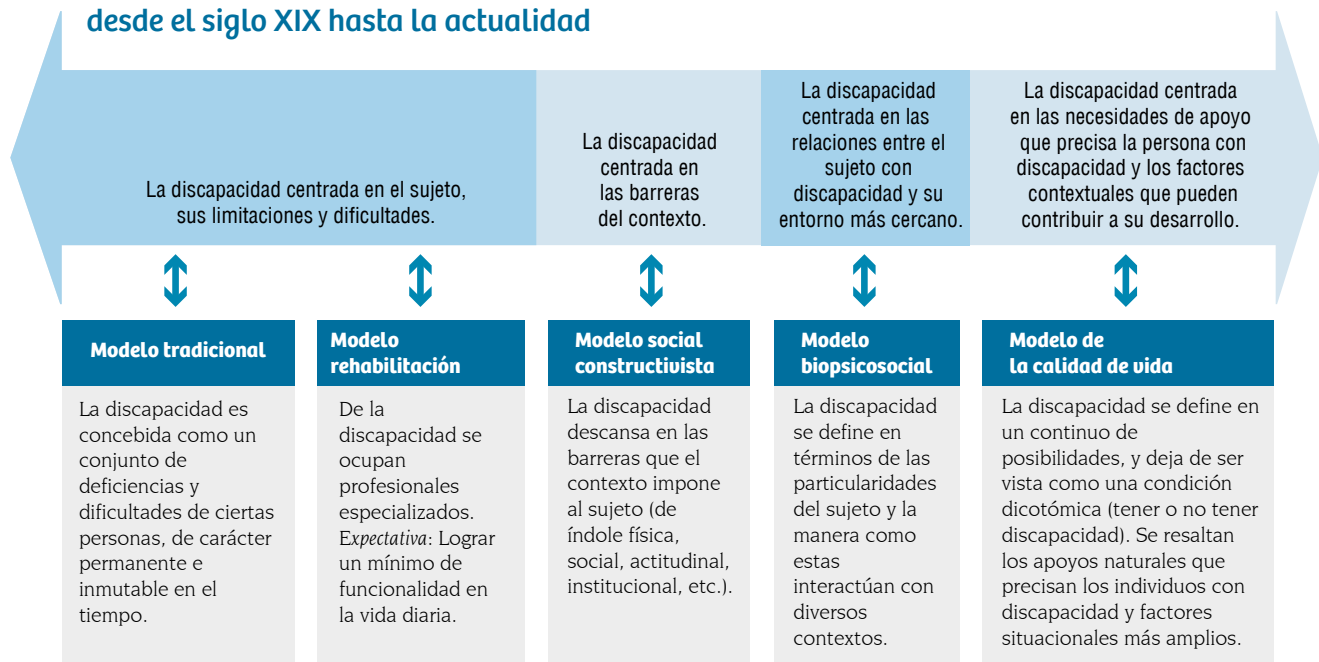 desde el siglo XIX hasta la actualidad
La discapacidad centrada en el sujeto,
sus limitaciones y dificultades.
La discapacidad
centrada en
las barreras
del contexto.
La discapacidad
centrada en las
relaciones entre el
sujeto con
discapacidad y su
entorno más cercano.
La discapacidad centrada
en las necesidades de apoyo
que precisa la persona con
discapacidad y los factores
contextuales que pueden
contribuir a su desarrollo.
Modelo tradicional
La discapacidad es
concebida como un
conjunto de
deficiencias y
dificultades de ciertas
personas, de carácter
permanente e
inmutable en el
tiempo.
Modelo
rehabilitación
De la
discapacidad se
ocupan
profesionales
especializados.
Expectativa: Lograr
un mínimo de
funcionalidad en
la vida diaria.
Modelo social
constructivista
La discapacidad
descansa en las
barreras que el
contexto impone
al sujeto (de
índole física,
social, actitudinal,
institucional, etc.).
Modelo
biopsicosocial
La discapacidad
se define en
términos de las
particularidades
del sujeto y la
manera como
estas
interactúan con
diversos
contextos.
Modelo de
la calidad de vida
La discapacidad se define en
un continuo de
posibilidades, y deja de ser
vista como una condición
dicotómica (tener o no tener
discapacidad). Se resaltan
los apoyos naturales que
precisan los individuos con
discapacidad y factores
situacionales más amplios.